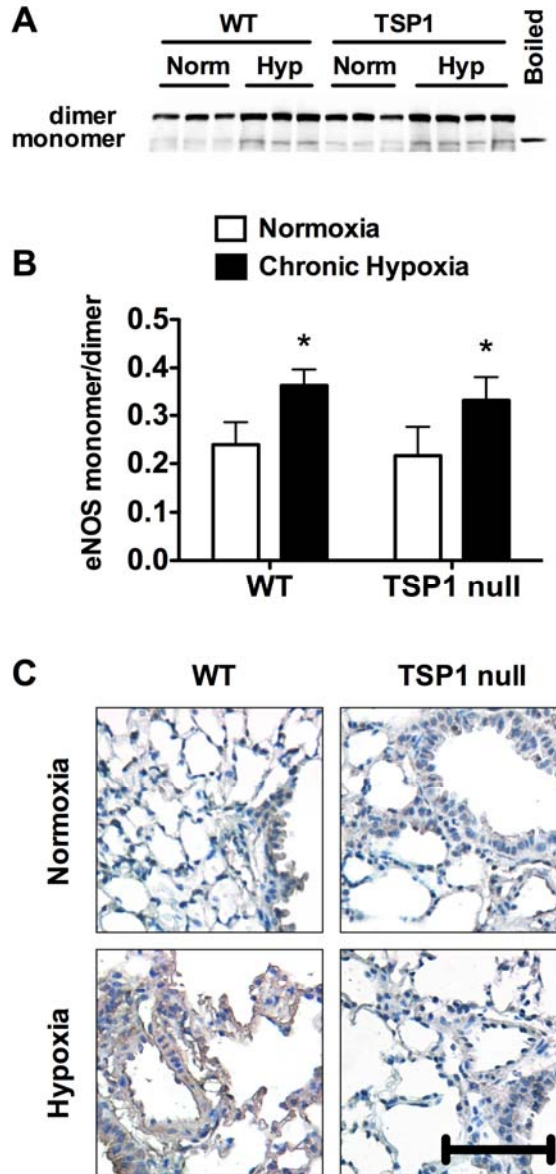 A
WT TSP1 Boiled
Norm Hyp Norm Hyp
dimer
monomer
Normoxia
B
Chronic Hypoxia
eNOS monomer/dimer
0.5
0.4
0.3
0.2
0.1
0.0
* *
WT TSP1 null
C
WT TSP1 null
Normoxia
Hypoxia